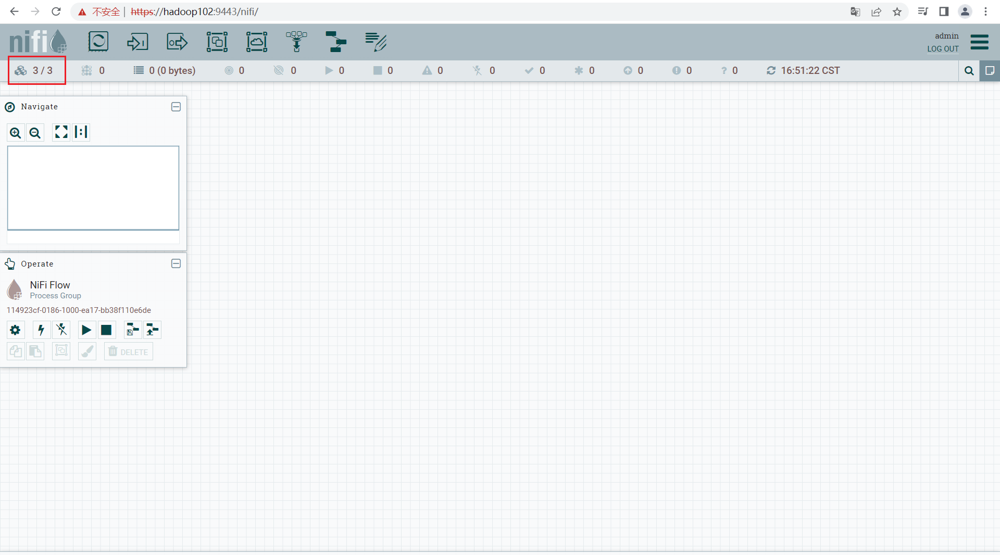 不安全 | https://hadoop102:9443/nifi/
nifi
admin
LOG OUT
3 / 3 0 0 (0 bytes) 0 0 0 0 0 0 0 0 0 0 ? 0 16:51:22 CST
Navigate
Operate
NiFi Flow
Process Group
114923cf-0186-1000-ea17-bb38f110e6de
DELETE